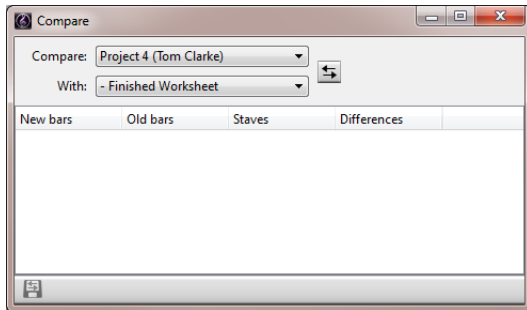 Compare
Compare: Project 4 (Tom Clarke)
With: - Finished Worksheet
New bars Old bars Staves Differences